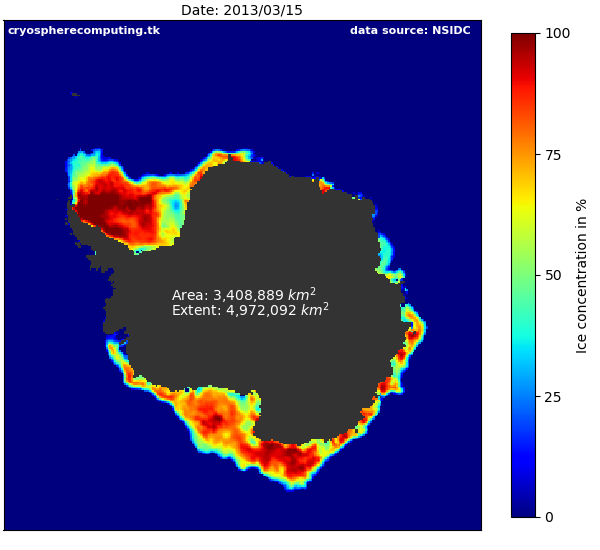 Date: 2013/03/15
cryospherecomputing.tk
data source: NSIDC
100
75
50
25
0
Ice concentration in %
Area: 3,408,889 km²
Extent: 4,972,092 km²